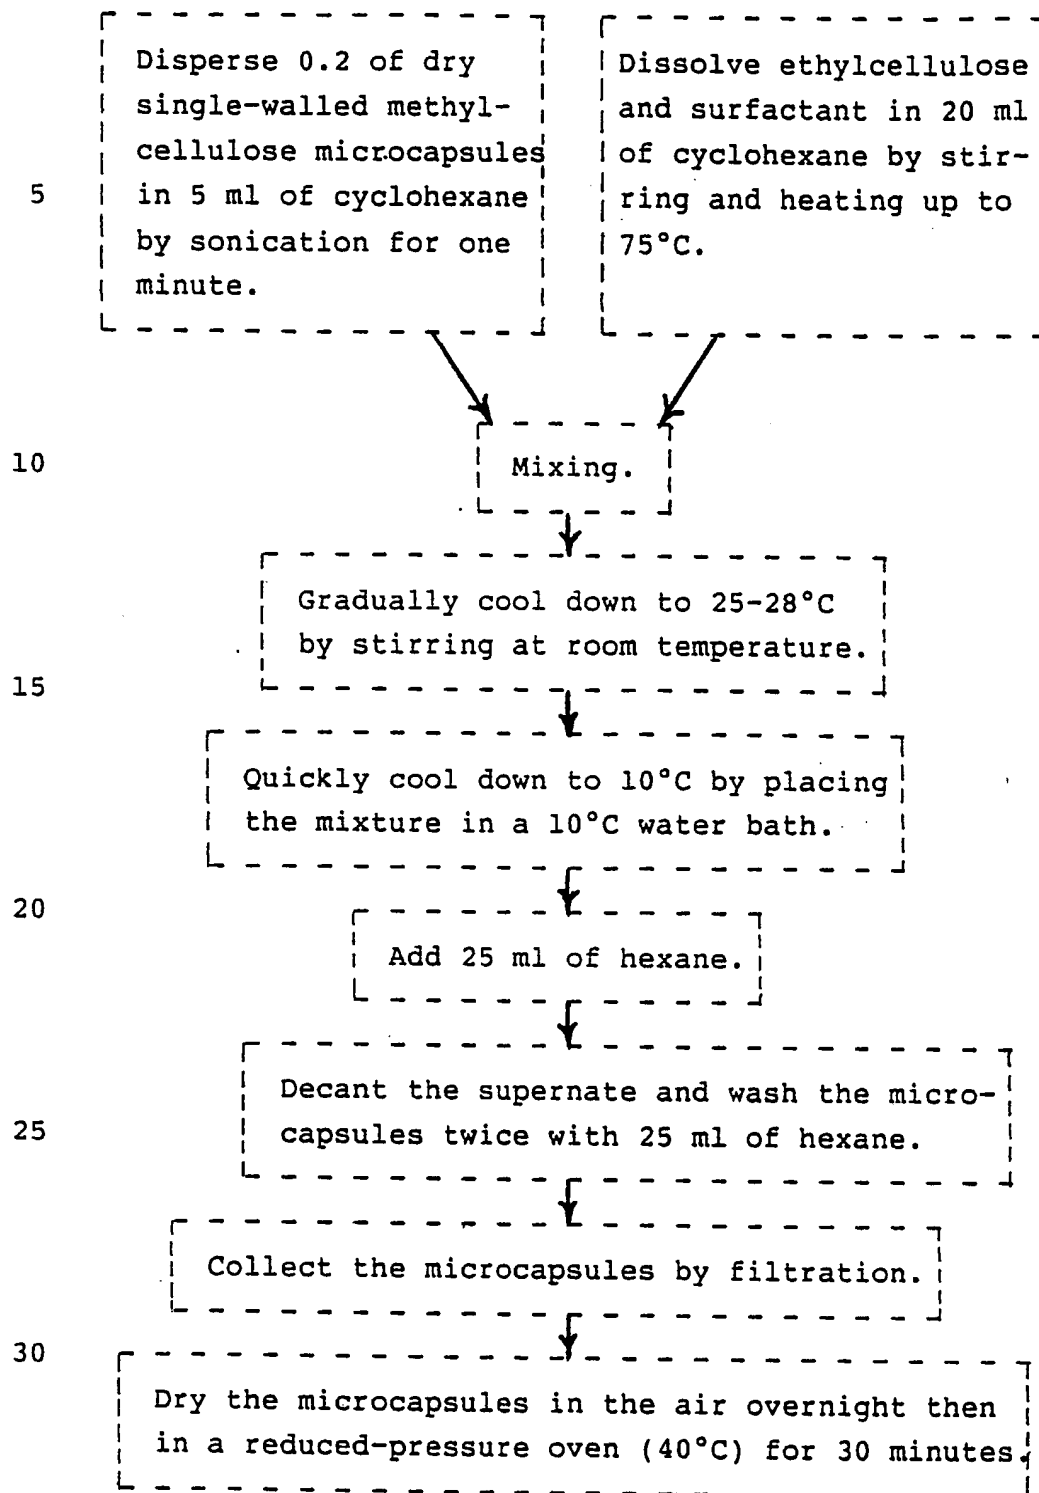 Disperse 0.2 of dry
single-walled methyl-
cellulose microcapsules
5 in 5 ml of cyclohexane
by sonication for one
minute.
Dissolve ethylcellulose
and surfactant in 20 ml
of cyclohexane by stir-
ring and heating up to
75°C.
10 Mixing.
Gradually cool down to 25-28°C
by stirring at room temperature.
15
Quickly cool down to 10°C by placing
the mixture in a 10°C water bath.
20
Add 25 ml of hexane.
Decant the supernate and wash the micro-
25 capsules twice with 25 ml of hexane.
Collect the microcapsules by filtration.
30
Dry the microcapsules in the air overnight then
in a reduced-pressure oven (40°C) for 30 minutes.